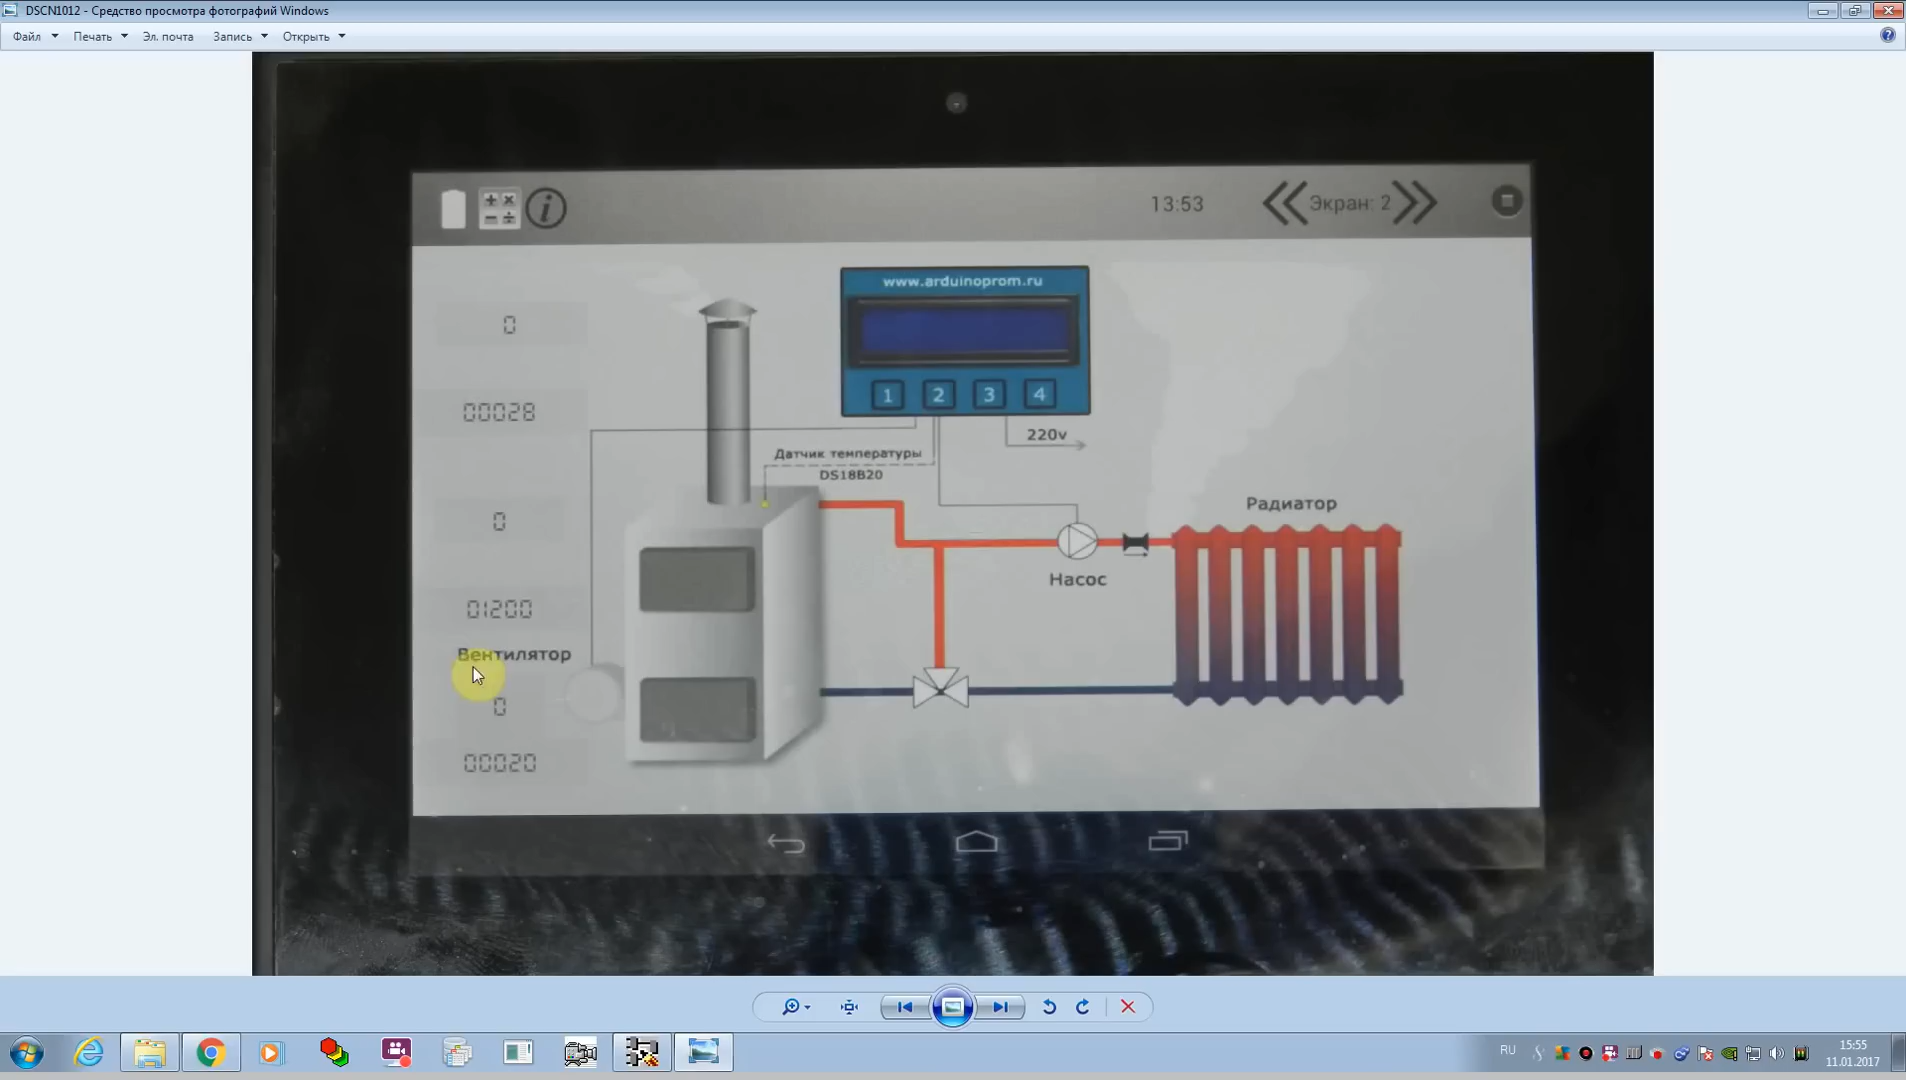 DSCN1012 - Средство просмотра фотографий Windows
Файл Печать Эл. почта Запись Открыть
13:53 Экран: 2
www.arduinoprom.ru
0
00028
1 2 3 4
220v
Датчик температуры
DS18B20
Радиатор
0
Насос
01200
Вентилятор
0
00020
RU
15:55
11.01.2017